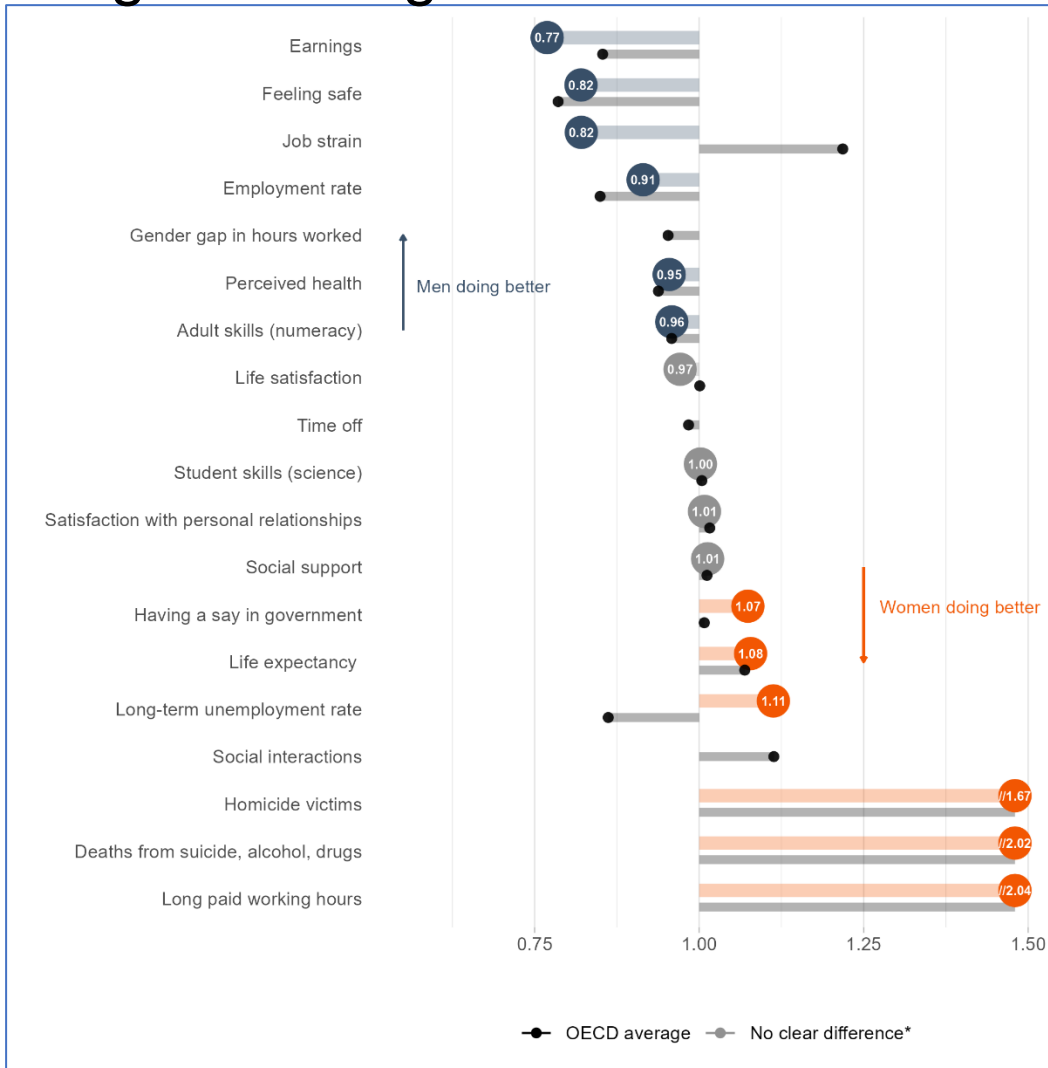 Earnings
0.77
Feeling safe
0.82
Job strain
0.82
Employment rate
0.91
Gender gap in hours worked
Perceived health
0.95
Men doing better
Adult skills (numeracy)
0.96
Life satisfaction
0.97
Time off
Student skills (science)
1.00
Satisfaction with personal relationships
1.01
Social support
1.01
Having a say in government
1.07
Women doing better
Life expectancy
1.08
Long-term unemployment rate
1.11
Social interactions
Homicide victims
//1.67
Deaths from suicide, alcohol, drugs
//2.02
Long paid working hours
//2.04
0.75 1.00 1.25 1.50
OECD average No clear difference*